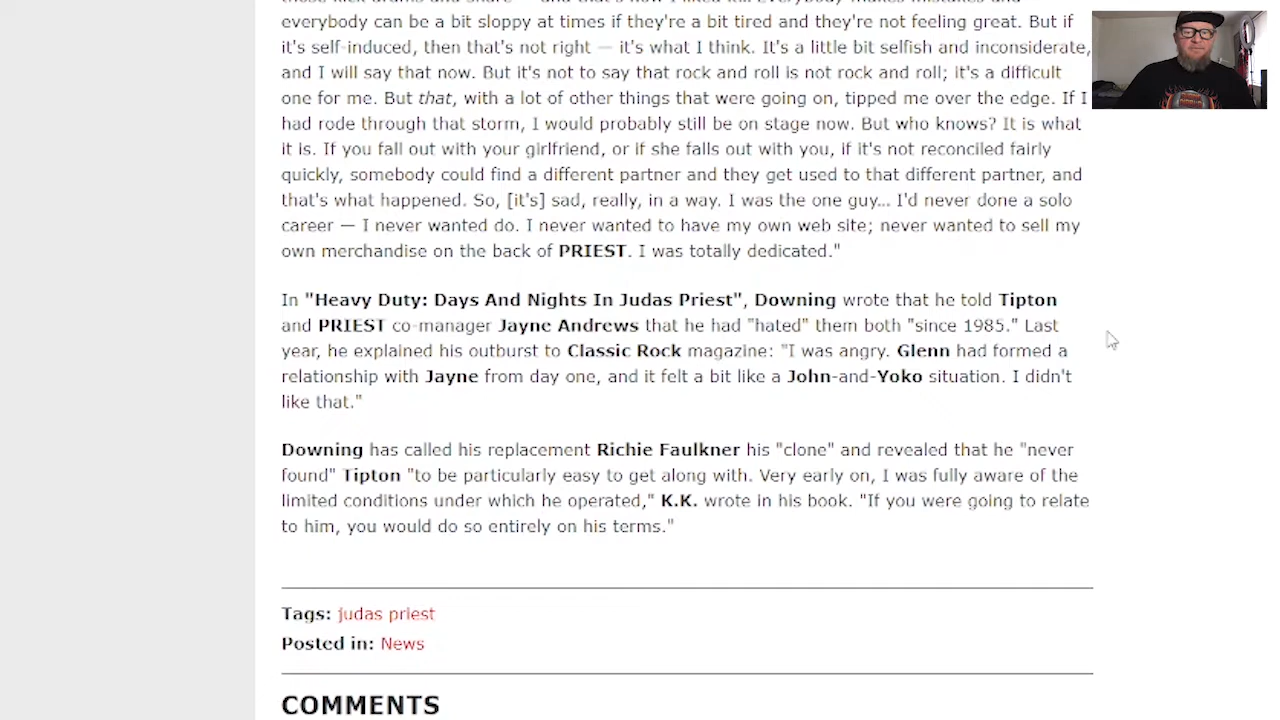 everybody can be a bit sloppy at times if they're a bit tired and they're not feeling great. But if
it's self-induced, then that's not right — it's what I think. It's a little bit selfish and inconsiderate,
and I will say that now. But it's not to say that rock and roll is not rock and roll; it's a difficult
one for me. But that, with a lot of other things that were going on, tipped me over the edge. If I
had rode through that storm, I would probably still be on stage now. But who knows? It is what
it is. If you fall out with your girlfriend, or if she falls out with you, if it's not reconciled fairly
quickly, somebody could find a different partner and they get used to that different partner, and
that's what happened. So, [it's] sad, really, in a way. I was the one guy... I'd never done a solo
career — I never wanted do. I never wanted to have my own web site; never wanted to sell my
own merchandise on the back of PRIEST. I was totally dedicated."
In "Heavy Duty: Days And Nights In Judas Priest", Downing wrote that he told Tipton
and PRIEST co-manager Jayne Andrews that he had "hated" them both "since 1985." Last
year, he explained his outburst to Classic Rock magazine: "I was angry. Glenn had formed a
relationship with Jayne from day one, and it felt a bit like a John-and-Yoko situation. I didn't
like that."
Downing has called his replacement Richie Faulkner his "clone" and revealed that he "never
found" Tipton "to be particularly easy to get along with. Very early on, I was fully aware of the
limited conditions under which he operated," K.K. wrote in his book. "If you were going to relate
to him, you would do so entirely on his terms."
Tags: judas priest
Posted in: News
COMMENTS